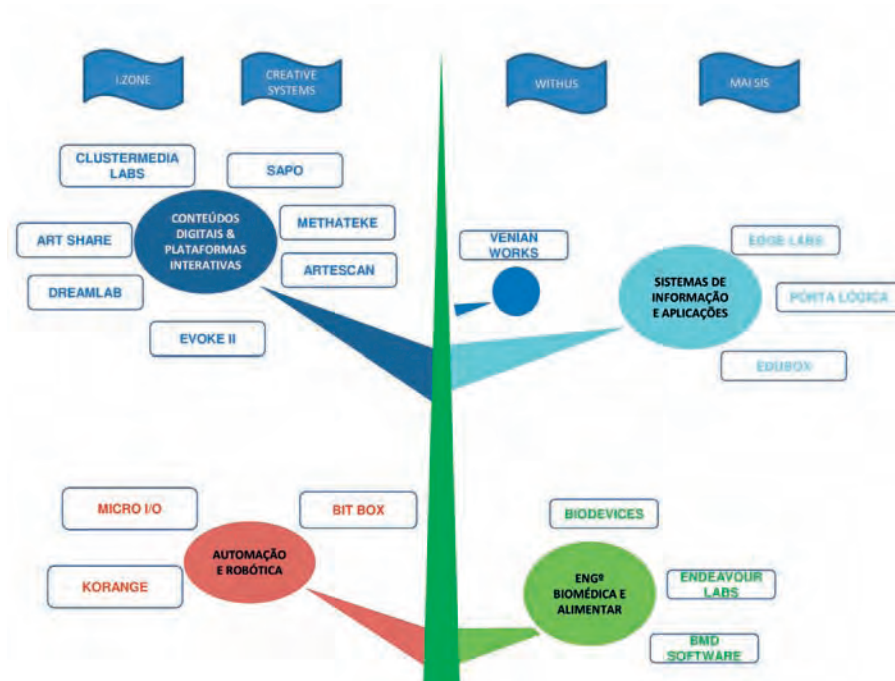 I.ZONE
CREATIVE
SYSTEMS
WITHUS
MAI SIS
CLUSTERMEDIA
LABS
SAPO
CONTEÚDOS
DIGITAIS &
PLATAFORMAS
INTERATIVAS
METHATEKE
ART SHARE
ARTESCAN
DREAMLAB
EVOKE II
VENIAN
WORKS
EDGE LABS
SISTEMAS DE
INFORMAÇÃO
E APLICAÇÕES
PORTA LÓGICA
EDUBOX
MICRO I/O
BIT BOX
AUTOMAÇÃO
E ROBÓTICA
KORANGE
BIODEVICES
ENGº
BIOMÉDICA E
ALIMENTAR
ENDEAVOUR
LABS
BMD
SOFTWARE